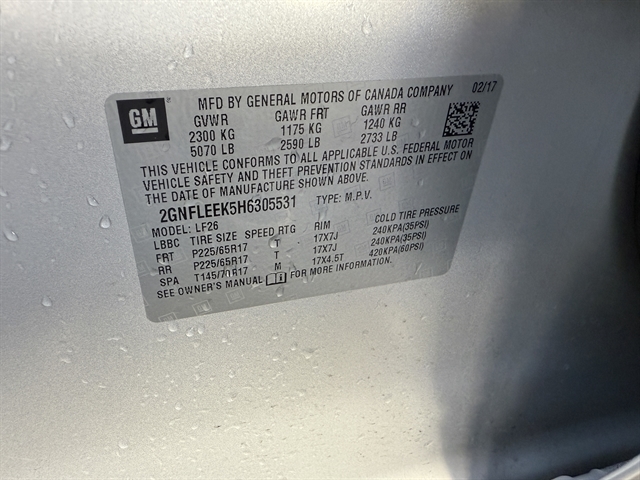 GM
MFD BY GENERAL MOTORS OF CANADA COMPANY 02/17
GVWR GAWR FRT GAWR RR
2300 KG 1175 KG 1240 KG
5070 LB 2590 LB 2733 LB
THIS VEHICLE CONFORMS TO ALL APPLICABLE U.S. FEDERAL MOTOR
VEHICLE SAFETY AND THEFT PREVENTION STANDARDS IN EFFECT ON
THE DATE OF MANUFACTURE SHOWN ABOVE.
2GNFLEEK5H6305531 TYPE: M.P.V.
MODEL: LF26
LBBC TIRE SIZE SPEED RTG RIM COLD TIRE PRESSURE
FRT P225/65R17 T 17X7J 240KPA(35PSI)
RR P225/65R17 T 17X7J 240KPA(35PSI)
SPA T145/70R17 M 17X4.5T 420KPA(60PSI)
SEE OWNER'S MANUAL FOR MORE INFORMATION.